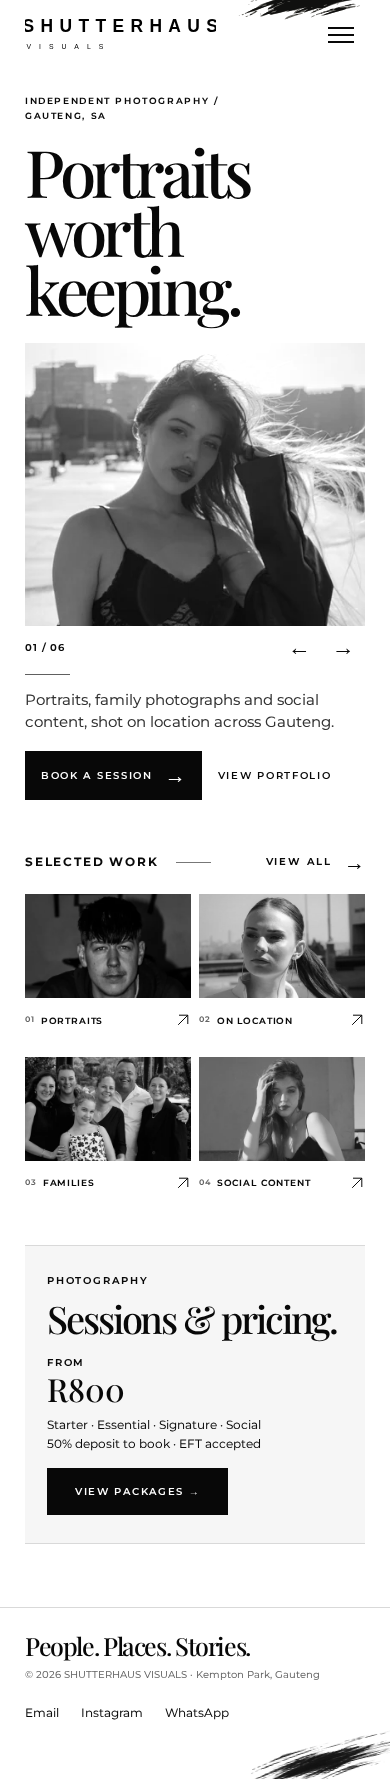 SHUTTERHAUS
VISUALS
INDEPENDENT PHOTOGRAPHY /
GAUTENG, SA
Portraits
worth
keeping.
01 / 06 ← →
Portraits, family photographs and social
content, shot on location across Gauteng.
BOOK A SESSION → VIEW PORTFOLIO
SELECTED WORK VIEW ALL →
01 PORTRAITS 02 ON LOCATION
03 FAMILIES 04 SOCIAL CONTENT
PHOTOGRAPHY
Sessions & pricing.
FROM
R800
Starter · Essential · Signature · Social
50% deposit to book · EFT accepted
VIEW PACKAGES →
People. Places. Stories.
© 2026 SHUTTERHAUS VISUALS · Kempton Park, Gauteng
Email Instagram WhatsApp